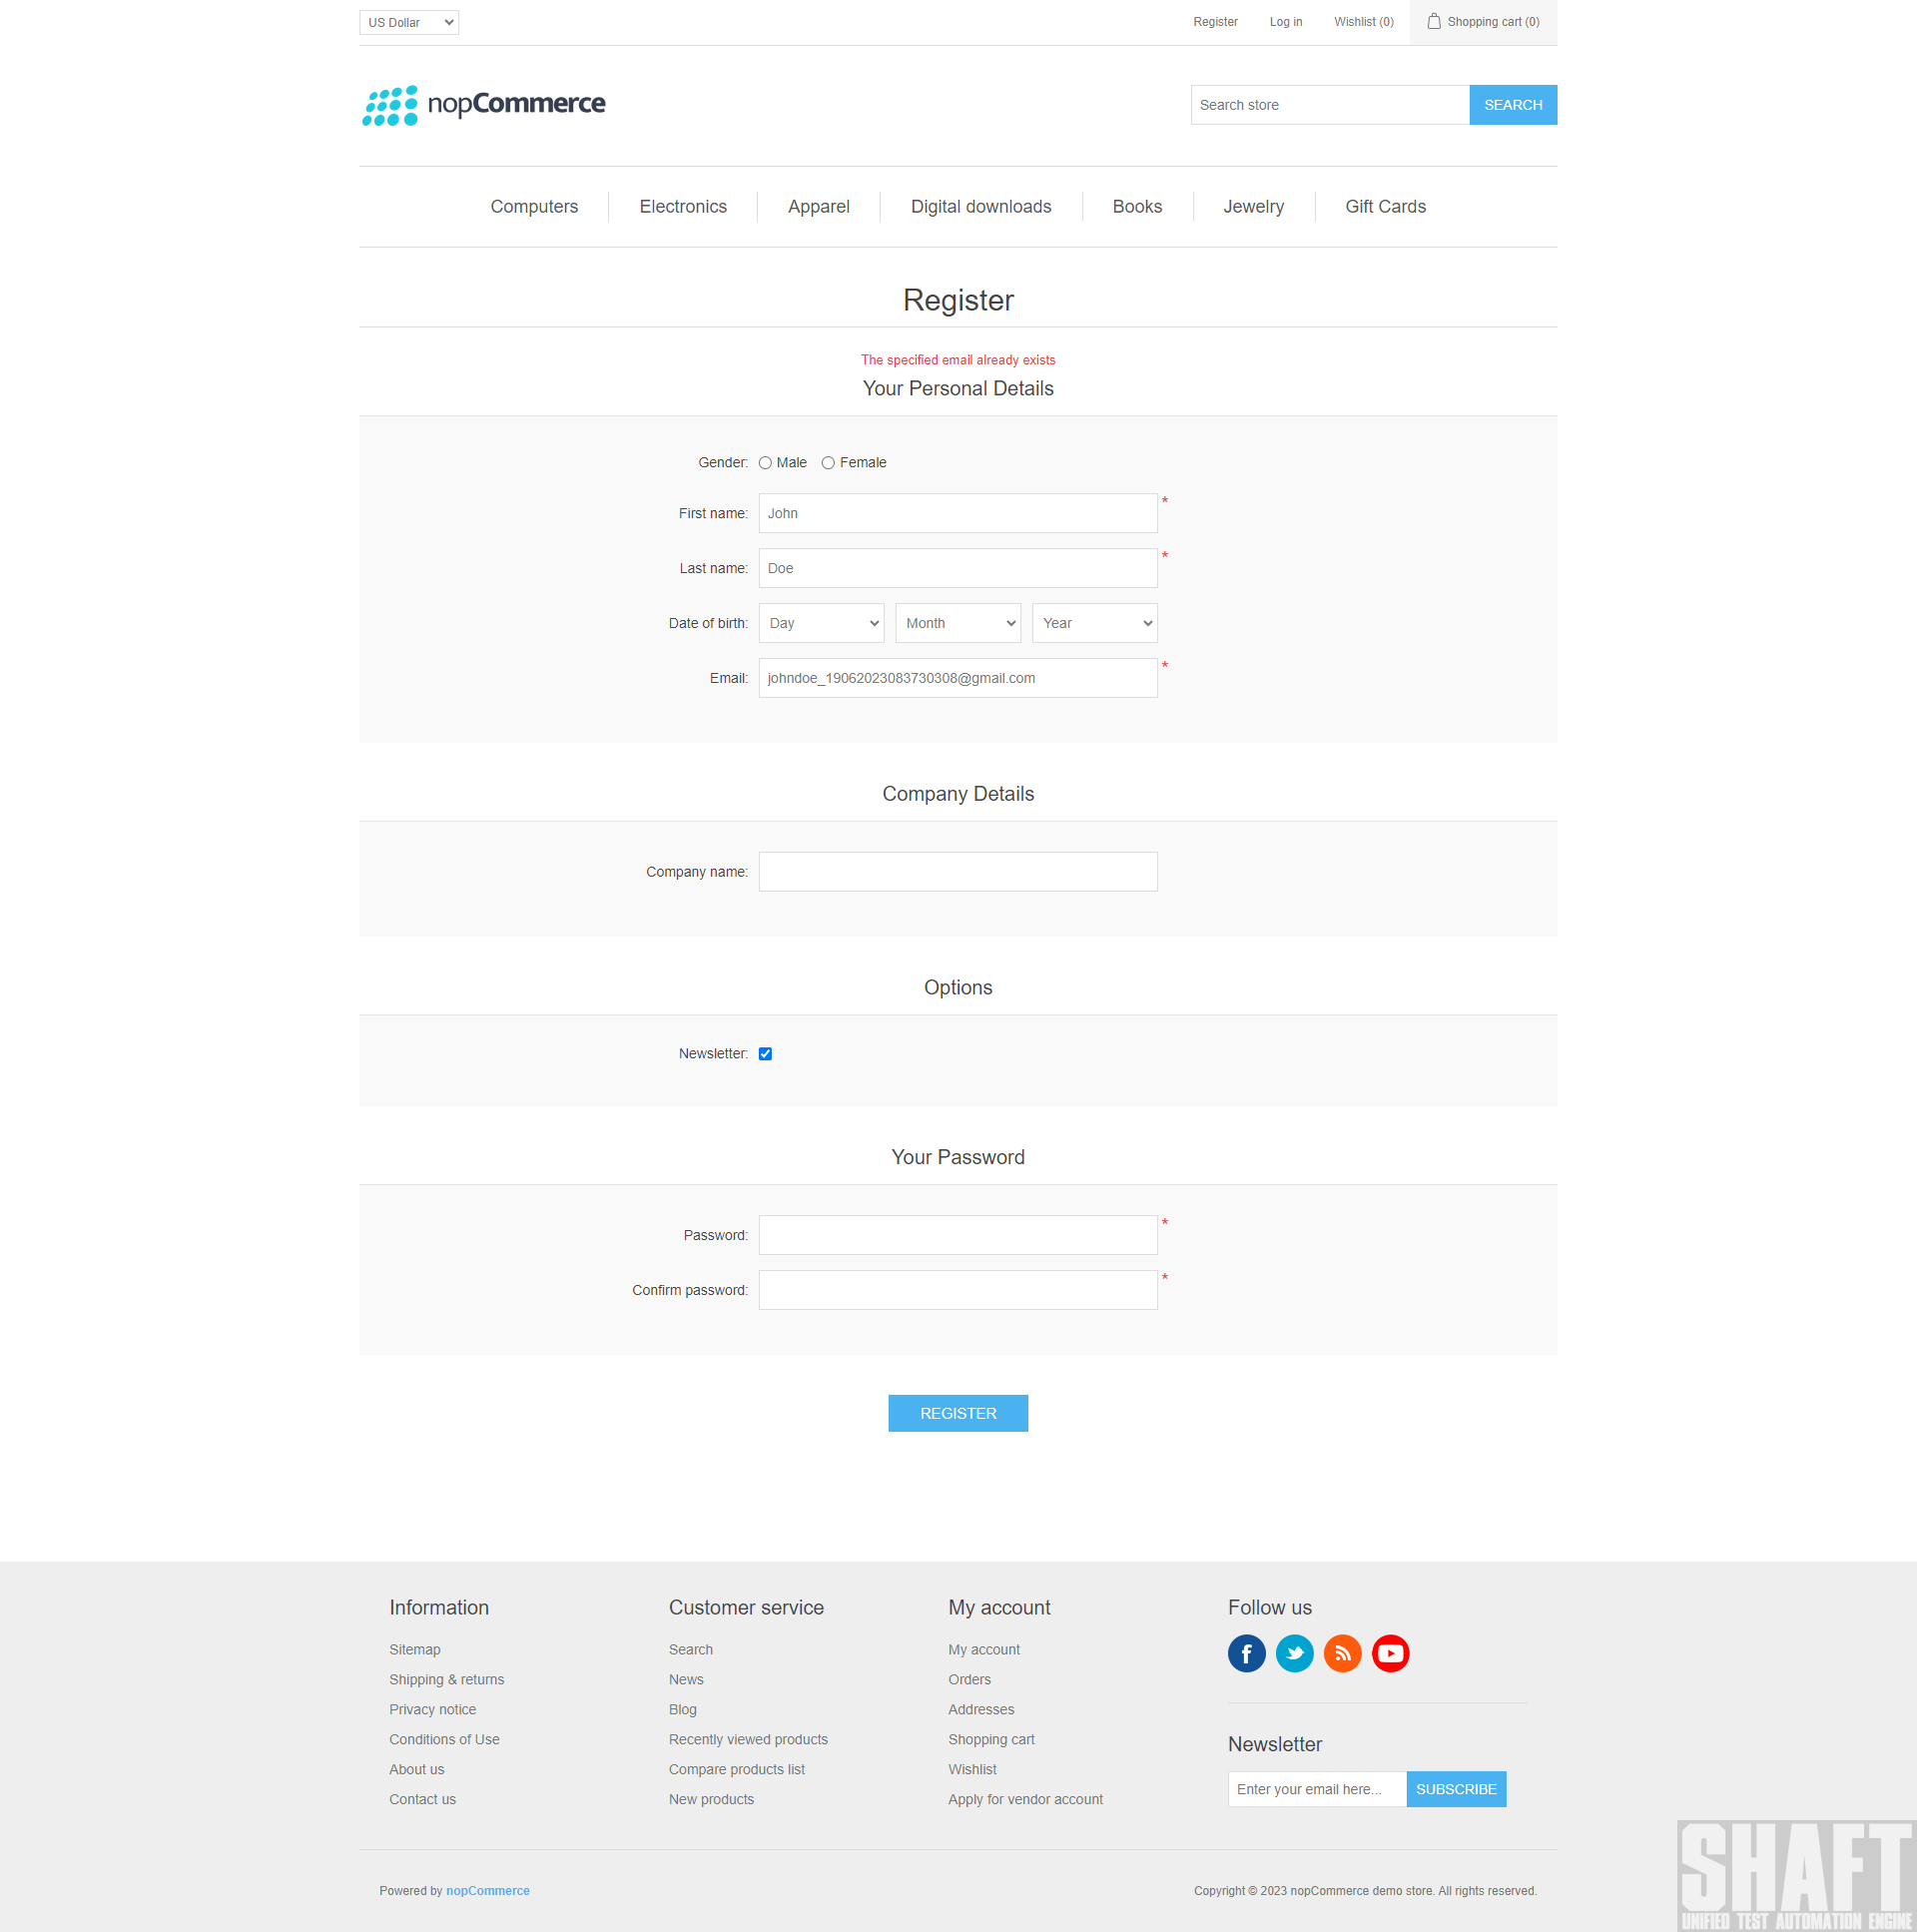 US Dollar
Register Log in Wishlist (0) Shopping cart (0)
nopCommerce
Search store SEARCH
Computers Electronics Apparel Digital downloads Books Jewelry Gift Cards
Register
The specified email already exists
Your Personal Details
Gender: Male Female
First name: John *
Last name: Doe *
Date of birth: Day Month Year
Email: johndoe_19062023083730308@gmail.com *
Company Details
Company name:
Options
Newsletter:
Your Password
Password: *
Confirm password: *
REGISTER
Information
Sitemap
Shipping & returns
Privacy notice
Conditions of Use
About us
Contact us
Customer service
Search
News
Blog
Recently viewed products
Compare products list
New products
My account
My account
Orders
Addresses
Shopping cart
Wishlist
Apply for vendor account
Follow us
Newsletter
Enter your email here... SUBSCRIBE
Powered by nopCommerce
Copyright © 2023 nopCommerce demo store. All rights reserved.
SHAFT
UNIFIED TEST AUTOMATION ENGINE